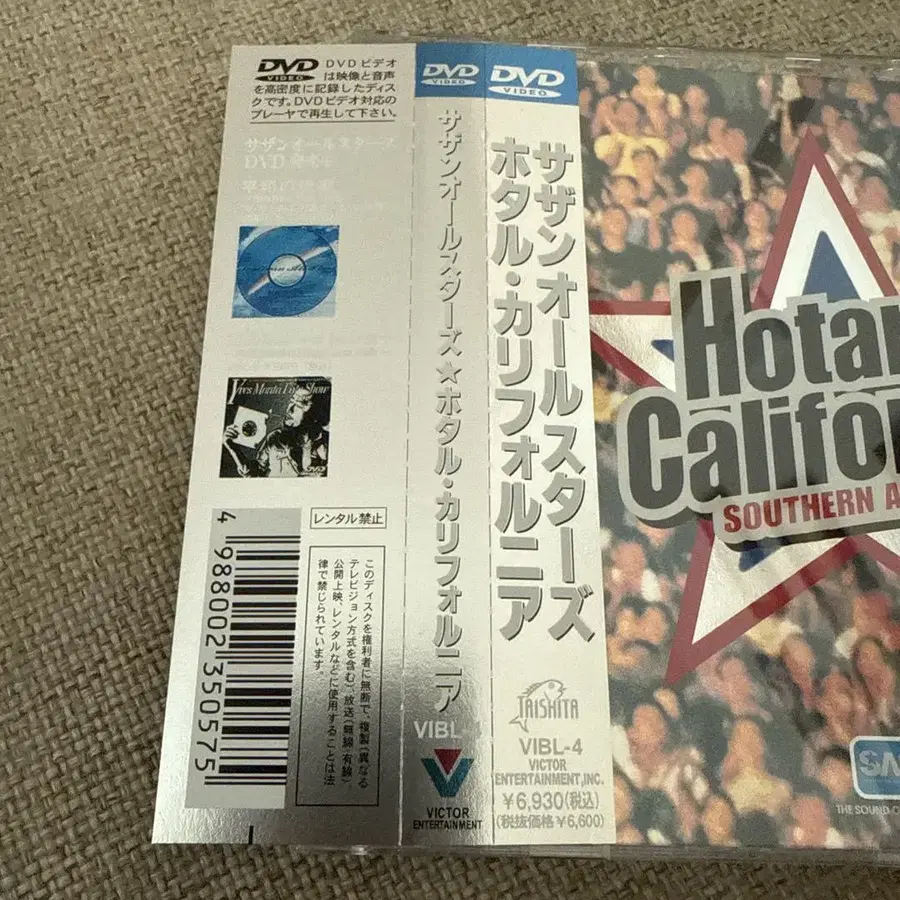 DVD
VIDEO
DVDビデオ
は映像と音声
を高密度に記録したディス
クです。DVDビデオ対応の
プレーヤで再生して下さい。
サザンオールスターズ
DVD
Yves Montand Show
レンタル禁止
このディスクを権利者に無断で、複製(異なる
テレビジョン方式を含む)、放送(無線・有線)、
公開上映、レンタルなどに使用することは法
律で禁じられています。
4 988002 350575
DVD
VIDEO
サザンオールスターズ★ホタル・カリフォルニア
VIBL-
VICTOR
ENTERTAINMENT
DVD
VIDEO
サザンオールスターズ
ホタル・カリフォルニア
TAISHITA
VIBL-4
VICTOR
ENTERTAINMENT, INC.
¥6,930(税込)
(税抜価格¥6,600)
Hotar
Califor
SOUTHERN A
SM
THE SOUND O